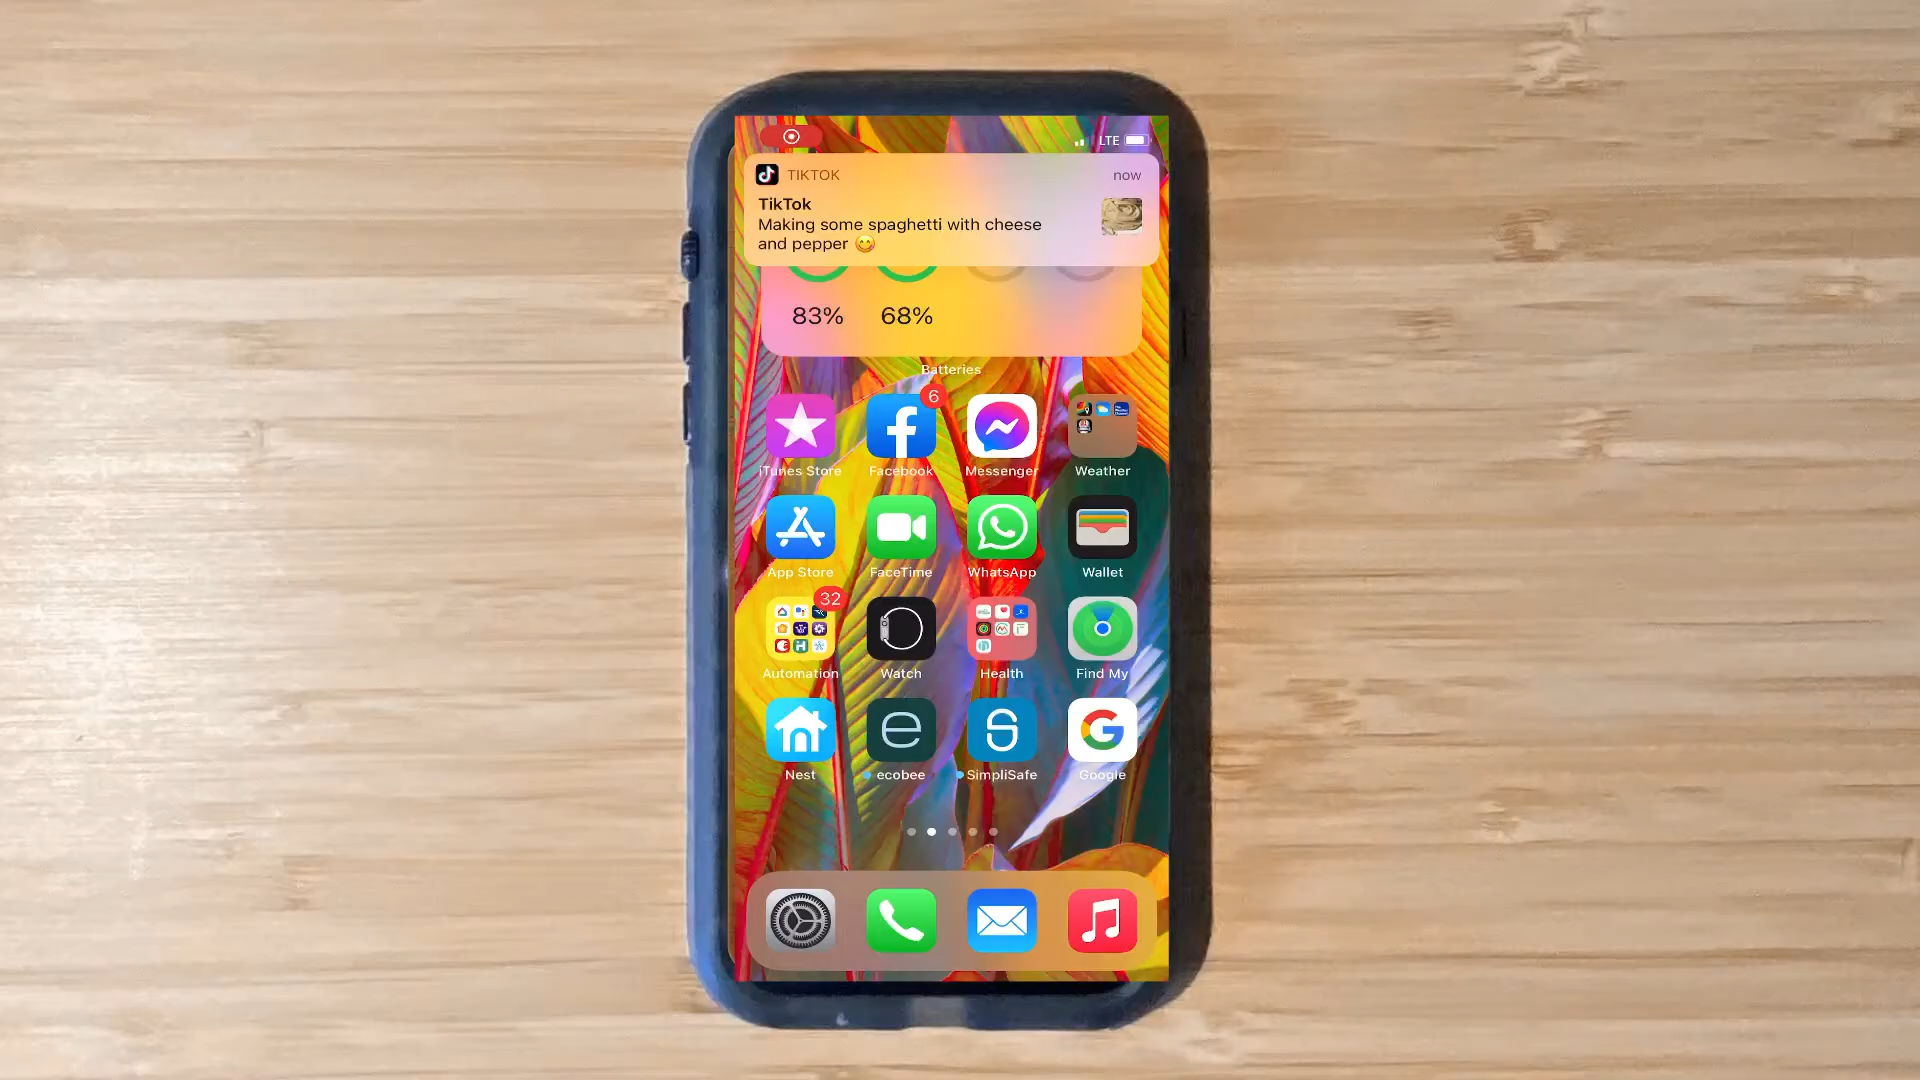 LTE
TIKTOK now
TikTok
Making some spaghetti with cheese
and pepper 😋
83% 68%
Batteries
6
iTunes Store Facebook Messenger Weather
App Store FaceTime WhatsApp Wallet
32
Automation Watch Health Find My
Nest ecobee SimpliSafe Google